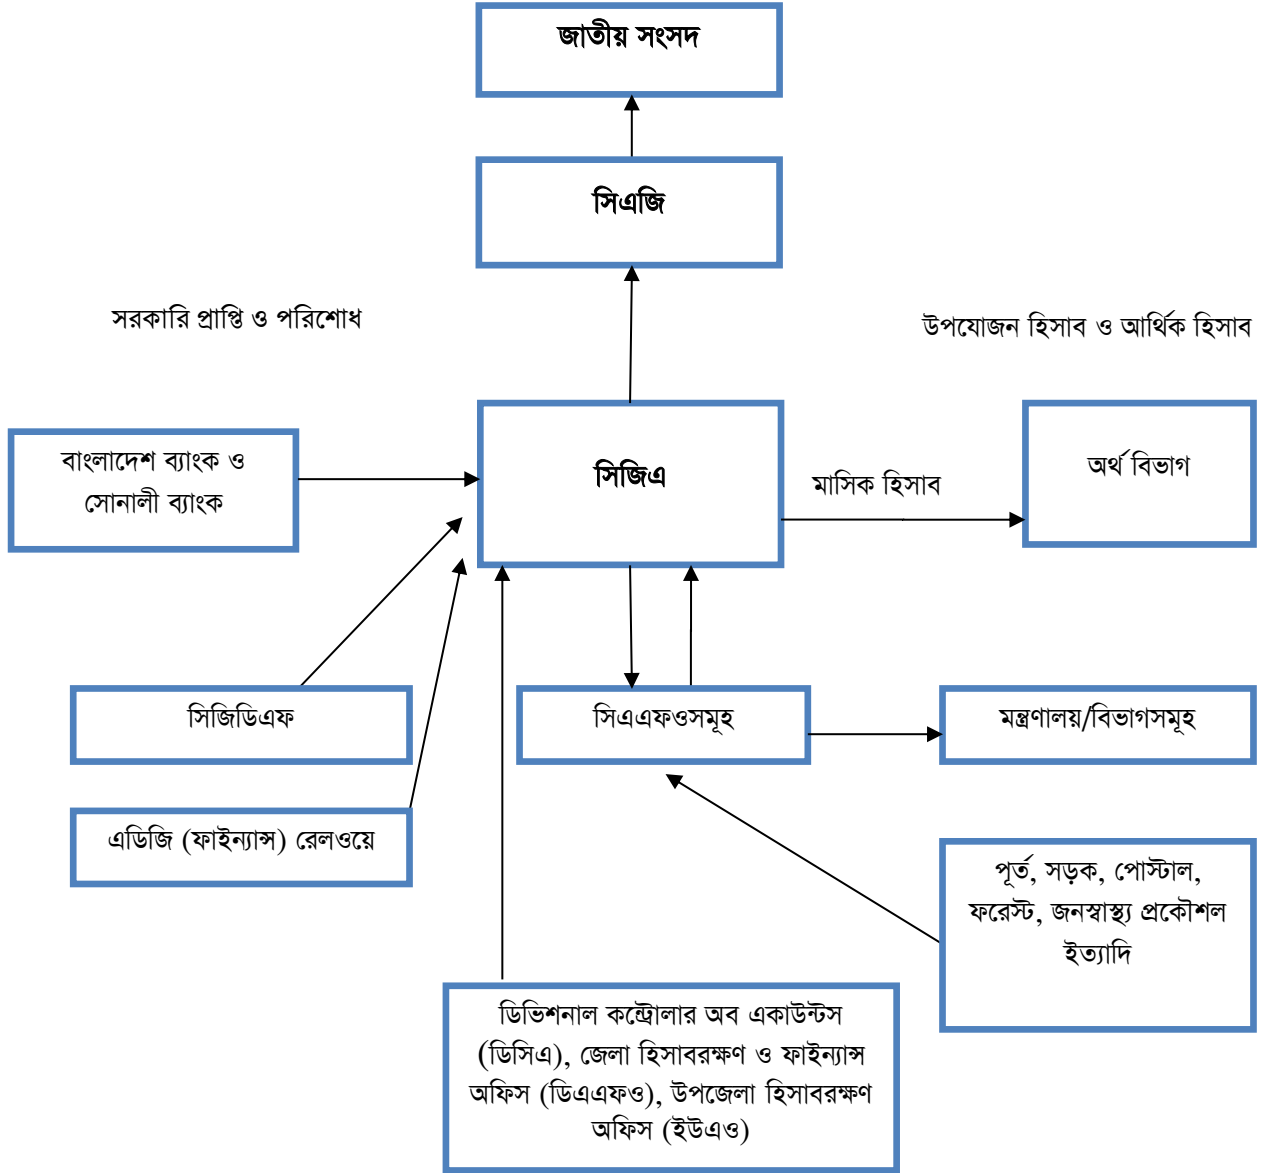 জাতীয় সংসদ
সিএজি
সরকারি প্রাপ্তি ও পরিশোধ
উপযোজন হিসাব ও আর্থিক হিসাব
বাংলাদেশ ব্যাংক ও
সোনালী ব্যাংক
সিজিএ
মাসিক হিসাব
অর্থ বিভাগ
সিজিডিএফ
সিএএফওসমূহ
মন্ত্রণালয়/বিভাগসমূহ
এডিজি (ফাইন্যান্স) রেলওয়ে
পূর্ত, সড়ক, পোস্টাল,
ফরেস্ট, জনস্বাস্থ্য প্রকৌশল
ইত্যাদি
ডিভিশনাল কন্ট্রোলার অব একাউন্টস
(ডিসিএ), জেলা হিসাবরক্ষণ ও ফাইন্যান্স
অফিস (ডিএএফও), উপজেলা হিসাবরক্ষণ
অফিস (ইউএও)